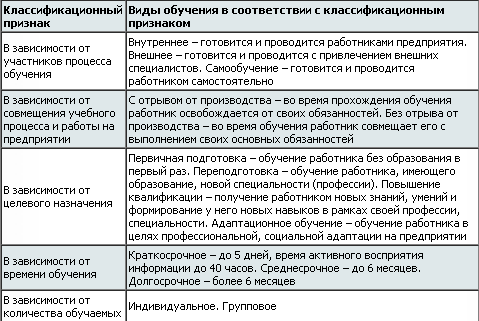 Классификационный признак
Виды обучения в соответствии с классификационным признаком
В зависимости от
участников процесса
обучения
Внутреннее – готовится и проводится работниками предприятия.
Внешнее – готовится и проводится с привлечением внешних
специалистов. Самообучение – готовится и проводится
работником самостоятельно
В зависимости от
совмещения учебного
процесса и работы на
предприятии
С отрывом от производства – во время прохождения обучения
работник освобождается от своих обязанностей. Без отрыва от
производства – во время обучения работник совмещает его с
выполнением своих основных обязанностей
В зависимости от
целевого назначения
Первичная подготовка – обучение работника без образования в
первый раз. Переподготовка – обучение работника, имеющего
образование, новой специальности (профессии). Повышение
квалификации – получение работником новых знаний, умений и
формирование у него новых навыков в рамках своей профессии,
специальности. Адаптационное обучение – обучение работника в
целях профессиональной, социальной адаптации на предприятии
В зависимости от
времени обучения
Краткосрочное – до 5 дней, время активного восприятия
информации до 40 часов. Среднесрочное – до 6 месяцев.
Долгосрочное – более 6 месяцев
В зависимости от
количества обучаемых
Индивидуальное. Групповое